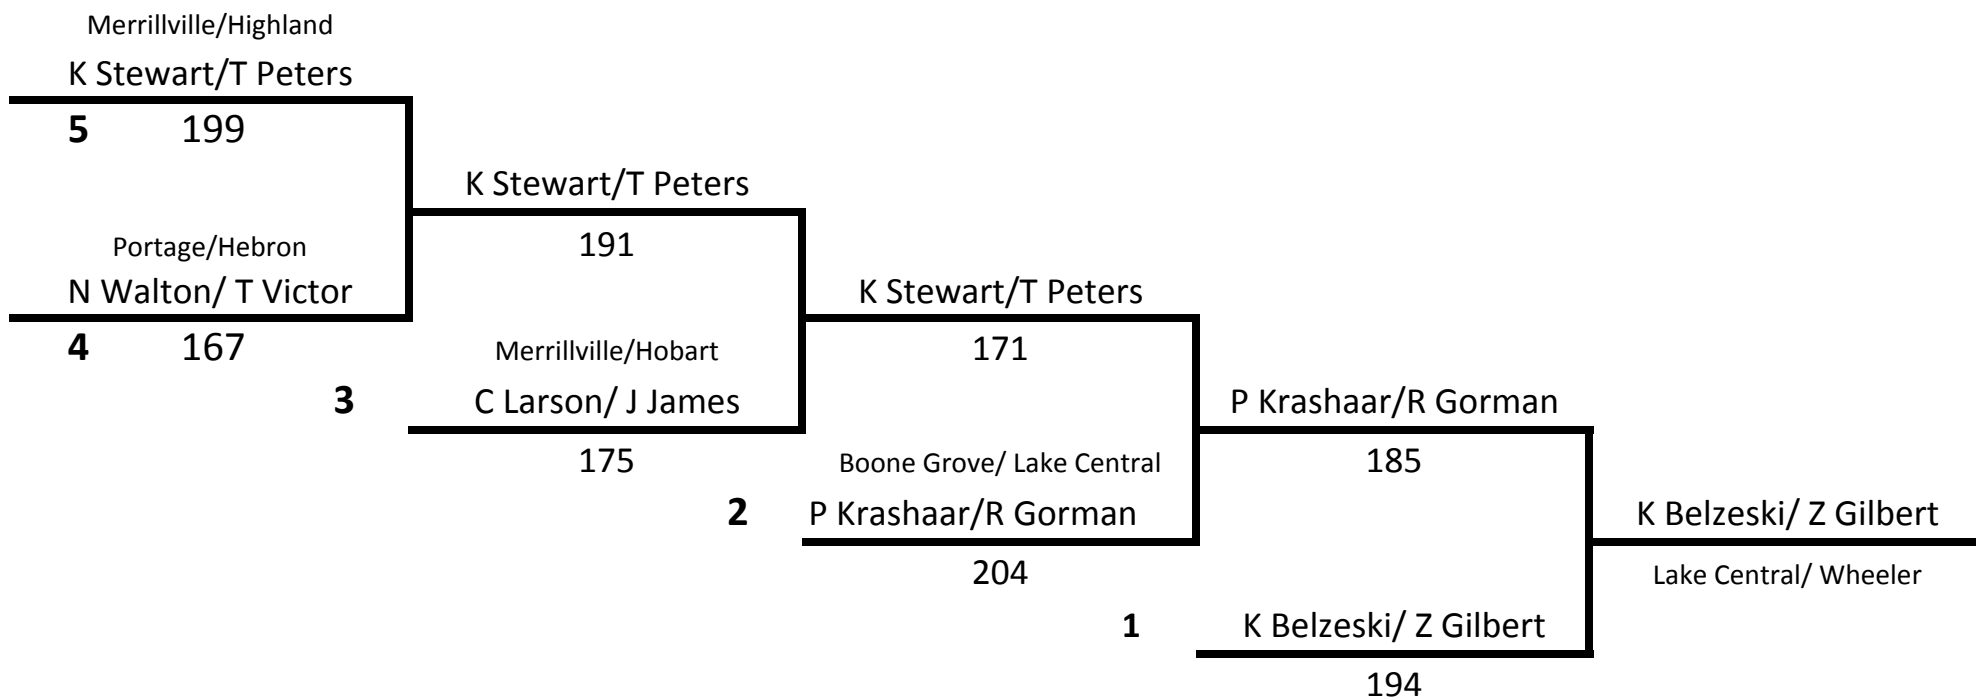 Merrillville/Highland
K Stewart/T Peters
5 199
K Stewart/T Peters
191
Portage/Hebron
N Walton/ T Victor
4 167
K Stewart/T Peters
171
Merrillville/Hobart
3 C Larson/ J James
175
P Krashaar/R Gorman
185
Boone Grove/ Lake Central
2 P Krashaar/R Gorman
204
K Belzeski/ Z Gilbert
Lake Central/ Wheeler
1 K Belzeski/ Z Gilbert
194